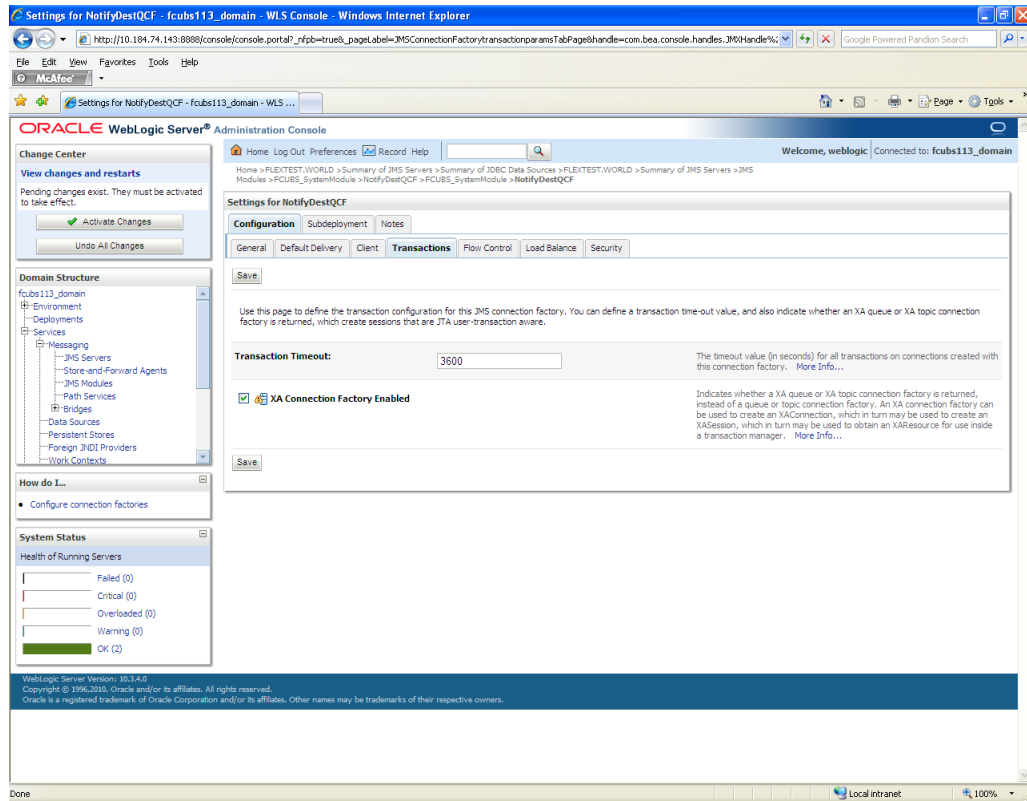 Settings for NotifyDestQCF - fcubs113_domain - WLS Console - Windows Internet Explorer
http://10.184.74.143:8888/console/console.portal?_nfpb=true&_pageLabel=JMSConnectionFactorytransactionparamsTabPage&handle=com.bea.console.handles.JMXHandle%
Google Powered Pandion Search
File Edit View Favorites Tools Help
McAfee
Settings for NotifyDestQCF - fcubs113_domain - WLS ...
Page Tools
ORACLE WebLogic Server® Administration Console
Change Center
View changes and restarts
Pending changes exist. They must be activated
to take effect.
Activate Changes
Undo All Changes
Domain Structure
fcubs113_domain
Environment
Deployments
Services
Messaging
JMS Servers
Store-and-Forward Agents
JMS Modules
Path Services
Bridges
Data Sources
Persistent Stores
Foreign JNDI Providers
Work Contexts
How do I...
Configure connection factories
System Status
Health of Running Servers
Failed (0)
Critical (0)
Overloaded (0)
Warning (0)
OK (2)
Home Log Out Preferences Record Help
Welcome, weblogic Connected to: fcubs113_domain
Home >FLEXTEST.WORLD >Summary of JMS Servers >Summary of JDBC Data Sources >FLEXTEST.WORLD >Summary of JMS Servers >JMS
Modules >FCUBS_SystemModule >NotifyDestQCF >FCUBS_SystemModule >NotifyDestQCF
Settings for NotifyDestQCF
Configuration Subdeployment Notes
General Default Delivery Client Transactions Flow Control Load Balance Security
Save
Use this page to define the transaction configuration for this JMS connection factory. You can define a transaction time-out value, and also indicate whether an XA queue or XA topic connection
factory is returned, which create sessions that are JTA user-transaction aware.
Transaction Timeout:
3600
The timeout value (in seconds) for all transactions on connections created with
this connection factory. More Info...
XA Connection Factory Enabled
Indicates whether a XA queue or XA topic connection factory is returned,
instead of a queue or topic connection factory. An XA connection factory can
be used to create an XAConnection, which in turn may be used to create an
XASession, which in turn may be used to obtain an XAResource for use inside
a transaction manager. More Info...
Save
WebLogic Server Version: 10.3.4.0
Copyright © 1996,2010, Oracle and/or its affiliates. All rights reserved.
Oracle is a registered trademark of Oracle Corporation and/or its affiliates. Other names may be trademarks of their respective owners.
Done
Local intranet
100%